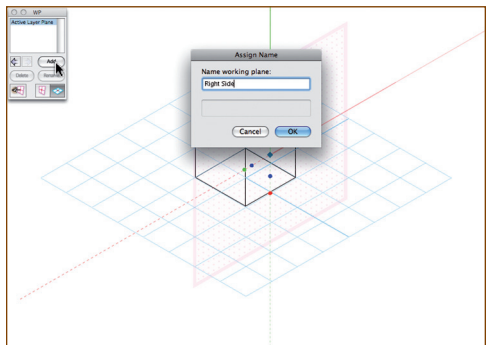 WP
Active Layer Plane
Add
Delete
Assign Name
Name working plane:
Right Side
Cancel
OK